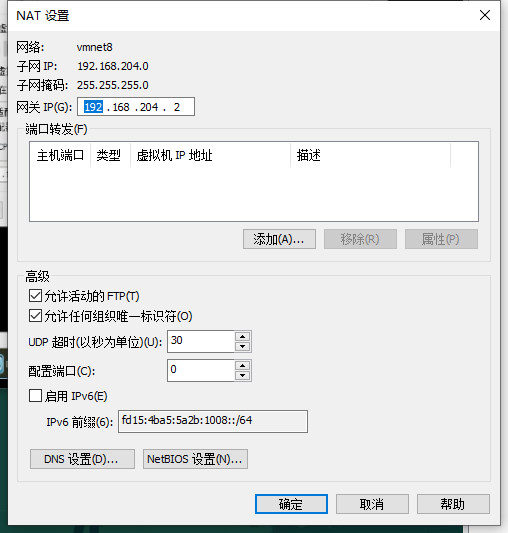 NAT 设置
网络: vmnet8
子网 IP: 192.168.204.0
子网掩码: 255.255.255.0
网关 IP(G): 192 . 168 . 204 . 2
端口转发(F)
主机端口 类型 虚拟机 IP 地址 描述
添加(A)... 移除(R) 属性(P)
高级
允许活动的 FTP(T)
允许任何组织唯一标识符(O)
UDP 超时(以秒为单位)(U): 30
配置端口(C): 0
启用 IPv6(E)
IPv6 前缀(6): fd15:4ba5:5a2b:1008::/64
DNS 设置(D)... NetBIOS 设置(N)...
确定 取消 帮助